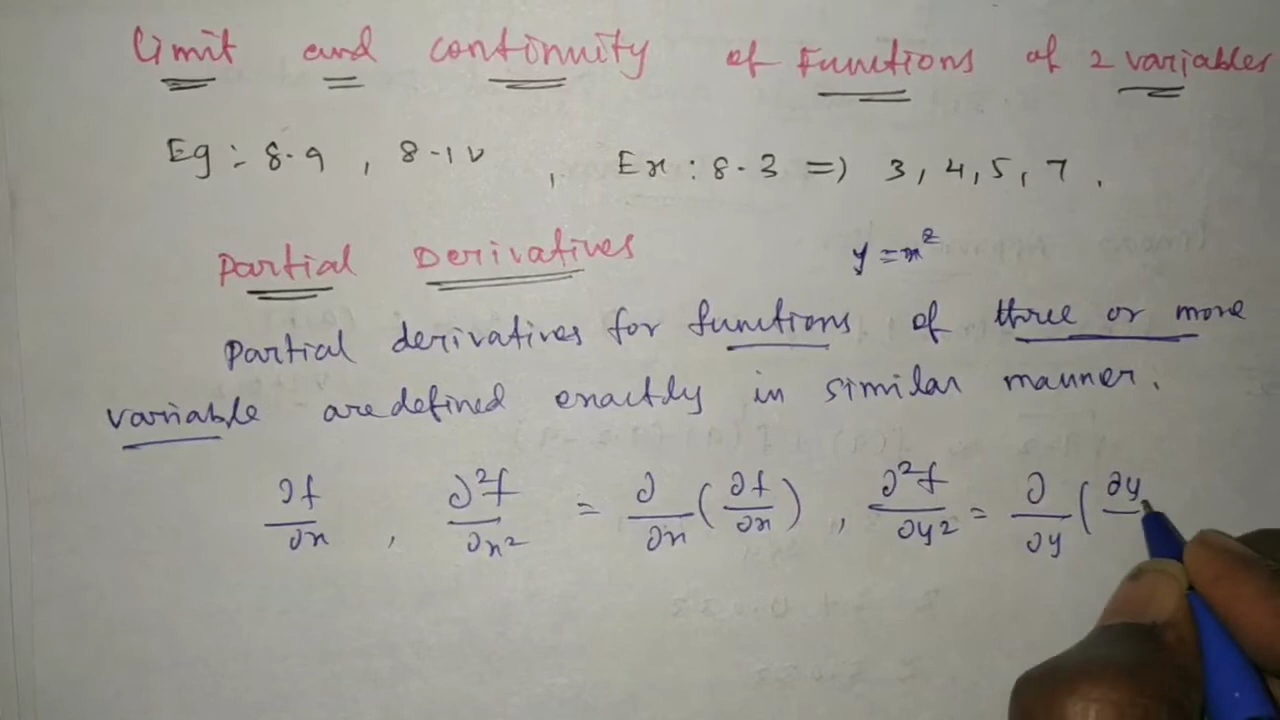 Limit and continuity of Functions of 2 variables
Eg :- 8.9 , 8.10 , Ex : 8.3 => 3, 4, 5, 7 .
Partial Derivatives
y = x²
Partial derivatives for functions of three or more
variable are defined exactly in similar manner.
∂f/∂x , ∂²f/∂x² = ∂/∂x (∂f/∂x) , ∂²f/∂y² = ∂/∂y (∂y